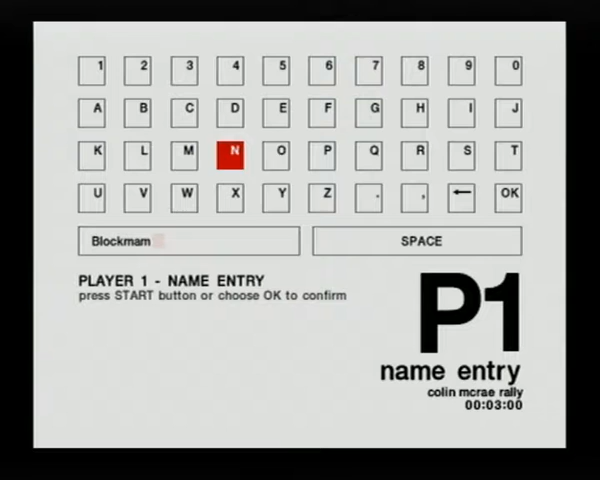 1 2 3 4 5 6 7 8 9 0
A B C D E F G H I J
K L M N O P Q R S T
U V W X Y Z . , ← OK
Blockmam SPACE
PLAYER 1 - NAME ENTRY
press START button or choose OK to confirm
P1
name entry
colin mcrae rally
00:03:00